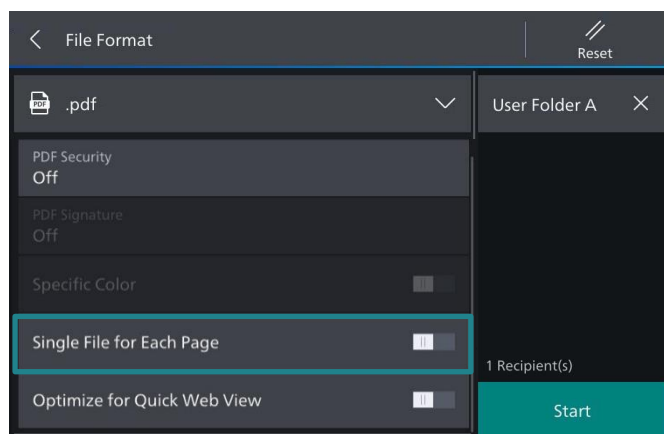 File Format
Reset
PDF
.pdf
User Folder A
PDF Security
Off
PDF Signature
Off
Specific Color
Single File for Each Page
1 Recipient(s)
Optimize for Quick Web View
Start